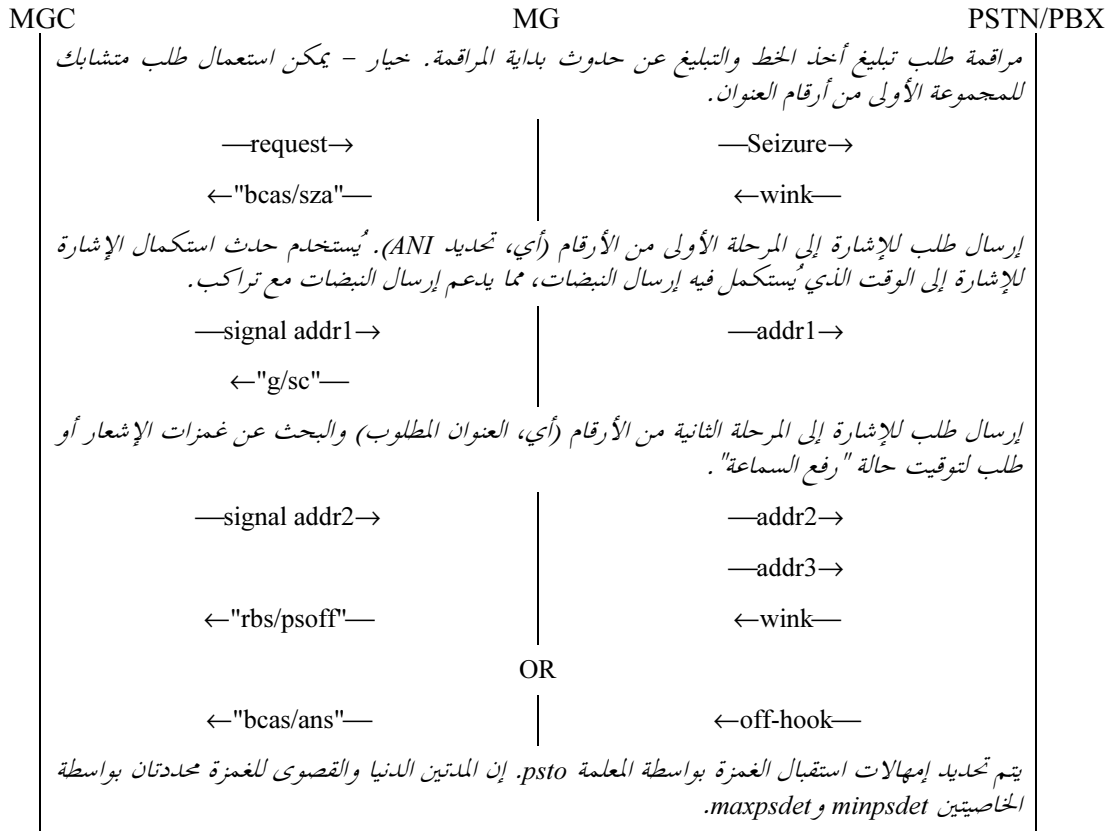 MGC MG PSTN/PBX
مراقمة طلب تبليغ أخذ الخط والتبليغ عن حدوث بداية المراقمة. خيار – يمكن استعمال طلب متشابك
للمجموعة الأولى من أرقام العنوان.
—request→ —Seizure→
←"bcas/sza"— ←wink—
إرسال طلب للإشارة إلى المرحلة الأولى من الأرقام (أي، تحديد ANI). يُستخدم حدث استكمال الإشارة
للإشارة إلى الوقت الذي يُستكمل فيه إرسال النبضات، مما يدعم إرسال النبضات مع تراكب.
—signal addr1→ —addr1→
←"g/sc"—
إرسال طلب للإشارة إلى المرحلة الثانية من الأرقام (أي، العنوان المطلوب) والبحث عن غمزات الإشعار أو
طلب لتوقيت حالة "رفع السماعة".
—signal addr2→ —addr2→
—addr3→
←"rbs/psoff"— ←wink—
OR
←"bcas/ans"— ←off-hook—
يتم تحديد إمهالات استقبال الغمزة بواسطة المعلمة psto. إن المدتين الدنيا والقصوى للغمزة محددتان بواسطة
الخاصيتين minpsdet و maxpsdet.